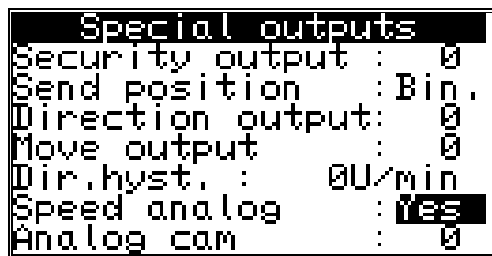 Special outputs
Security output : 0
Send position :Bin.
Direction output: 0
Move output : 0
Dir.hyst. : 0U/min
Speed analog :Yes
Analog cam : 0